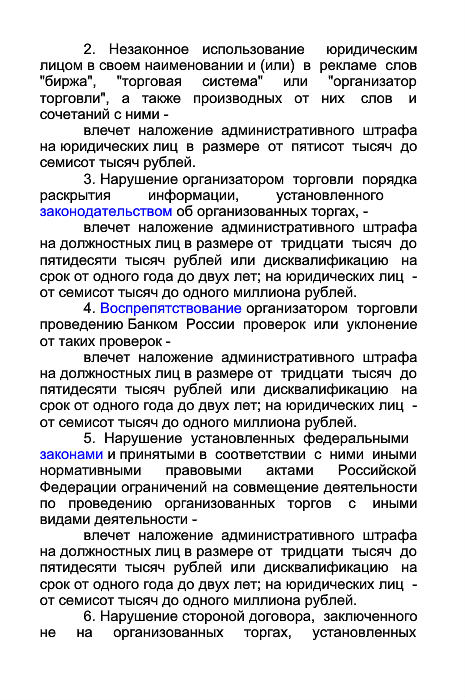 2. Незаконное использование юридическим
лицом в своем наименовании и (или) в рекламе слов
"биржа", "торговая система" или "организатор
торговли", а также производных от них слов и
сочетаний с ними -
влечет наложение административного штрафа
на юридических лиц в размере от пятисот тысяч до
семисот тысяч рублей.
3. Нарушение организатором торговли порядка
раскрытия информации, установленного
законодательством об организованных торгах, -
влечет наложение административного штрафа
на должностных лиц в размере от тридцати тысяч до
пятидесяти тысяч рублей или дисквалификацию на
срок от одного года до двух лет; на юридических лиц -
от семисот тысяч до одного миллиона рублей.
4. Воспрепятствование организатором торговли
проведению Банком России проверок или уклонение
от таких проверок -
влечет наложение административного штрафа
на должностных лиц в размере от тридцати тысяч до
пятидесяти тысяч рублей или дисквалификацию на
срок от одного года до двух лет; на юридических лиц -
от семисот тысяч до одного миллиона рублей.
5. Нарушение установленных федеральными
законами и принятыми в соответствии с ними иными
нормативными правовыми актами Российской
Федерации ограничений на совмещение деятельности
по проведению организованных торгов с иными
видами деятельности -
влечет наложение административного штрафа
на должностных лиц в размере от тридцати тысяч до
пятидесяти тысяч рублей или дисквалификацию на
срок от одного года до двух лет; на юридических лиц -
от семисот тысяч до одного миллиона рублей.
6. Нарушение стороной договора, заключенного
не на организованных торгах, установленных